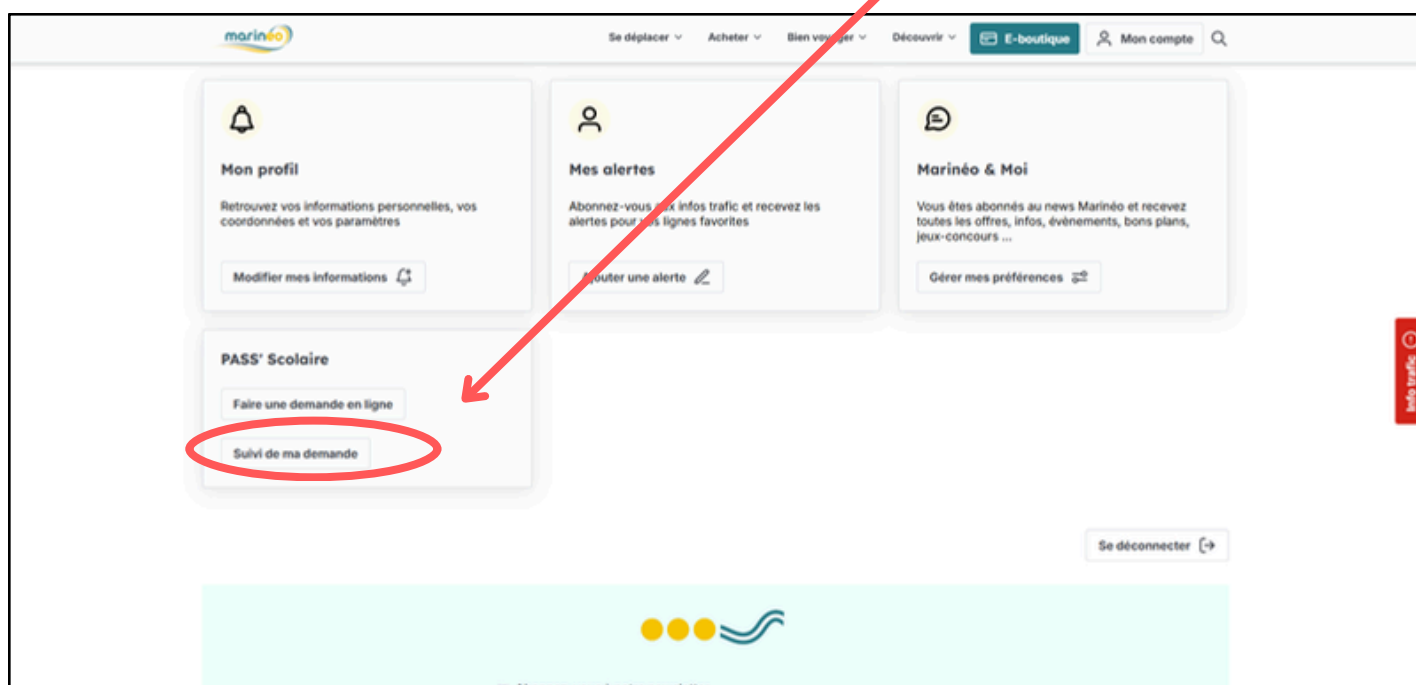 marinéo
Se déplacer Acheter Bien voyager Découvrir E-boutique Mon compte
Mon profil
Retrouvez vos informations personnelles, vos
coordonnées et vos paramètres
Modifier mes informations
Mes alertes
Abonnez-vous aux infos trafic et recevez les
alertes pour vos lignes favorites
Ajouter une alerte
Marinéo & Moi
Vous êtes abonnés au news Marinéo et recevez
toutes les offres, infos, évènements, bons plans,
jeux-concours ...
Gérer mes préférences
PASS' Scolaire
Faire une demande en ligne
Suivi de ma demande
Info trafic
Se déconnecter